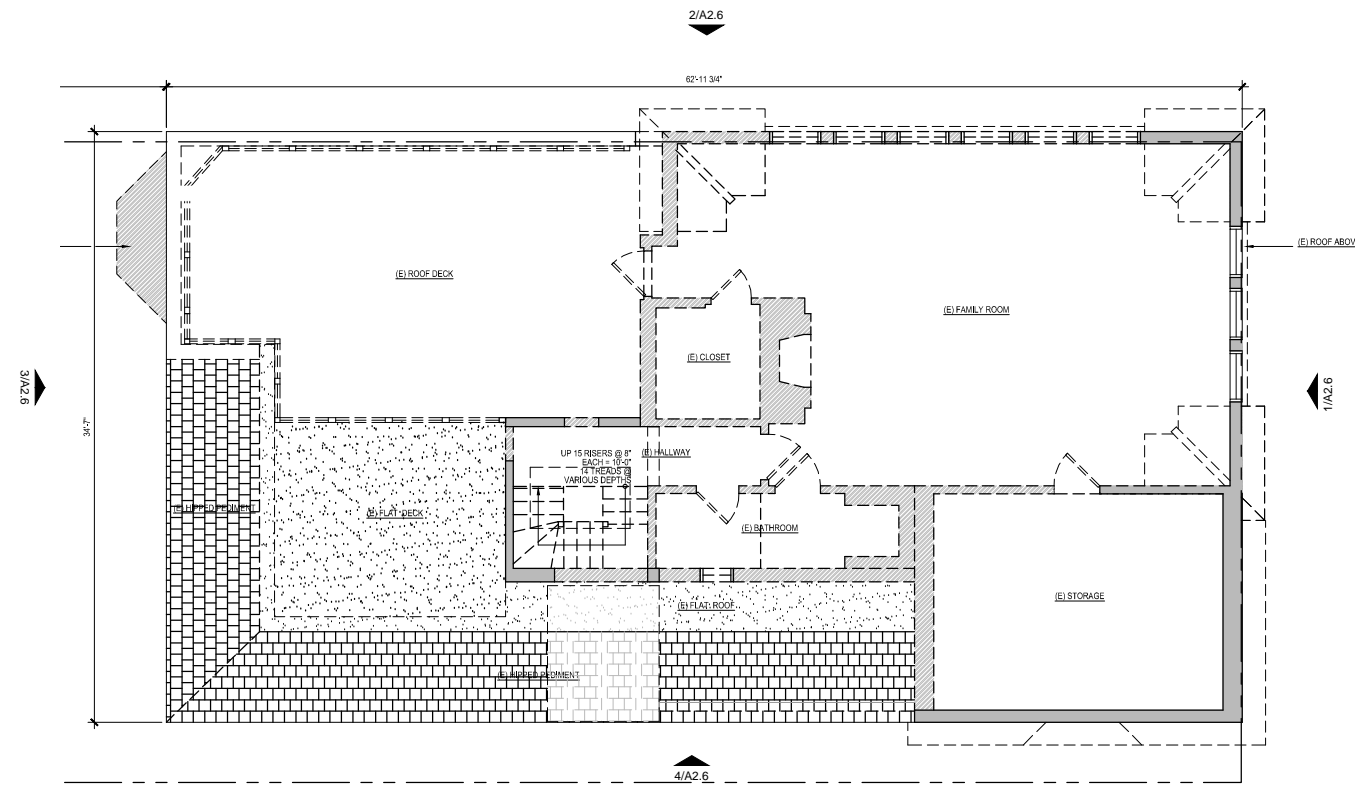 2/A2.6
62'-11 3/4"
(E) ROOF ABOV
(E) ROOF DECK
(E) FAMILY ROOM
(E) CLOSET
3/A2.6
1/A2.6
34'-7"
UP 15 RISERS @ 8"
EACH = 10'-0"
14 TREADS @
VARIOUS DEPTHS
(E) HALLWAY
(E) HIPPED PEDIMENT
(E) FLAT DECK
(E) BATHROOM
(E) STORAGE
(E) FLAT ROOF
(E) HIPPED PEDIMENT
4/A2.6